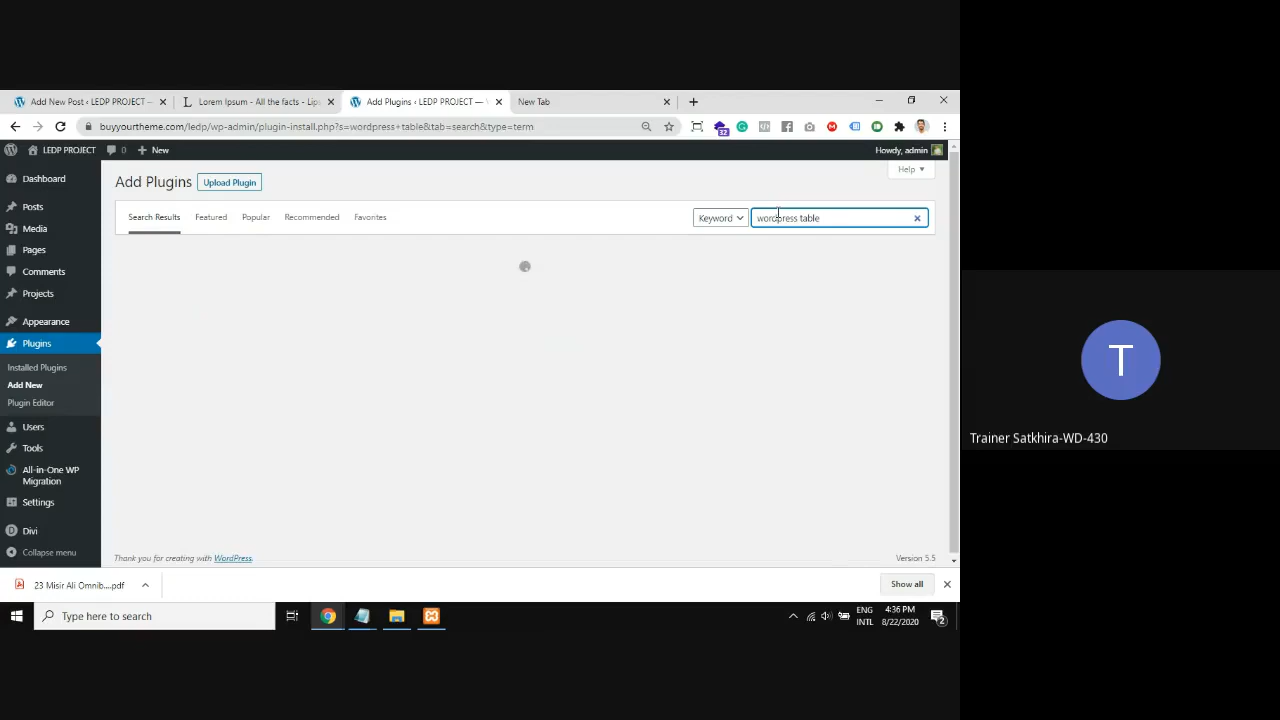 Add New Post ‹ LEDP PROJECT —
Lorem Ipsum - All the facts - Lips
Add Plugins ‹ LEDP PROJECT —
New Tab
buyyourtheme.com/ledp/wp-admin/plugin-install.php?s=wordpress+table&tab=search&type=term
32
LEDP PROJECT
0
New
Howdy, admin
Dashboard
Posts
Media
Pages
Comments
Projects
Appearance
Plugins
Installed Plugins
Add New
Plugin Editor
Users
Tools
All-in-One WP
Migration
Settings
Divi
Collapse menu
Help
Add Plugins
Upload Plugin
Search Results
Featured
Popular
Recommended
Favorites
Keyword
wordpress table
Thank you for creating with WordPress.
Version 5.5
23 Misir Ali Omnib....pdf
Show all
Type here to search
ENG
INTL
4:36 PM
8/22/2020
2
T
Trainer Satkhira-WD-430